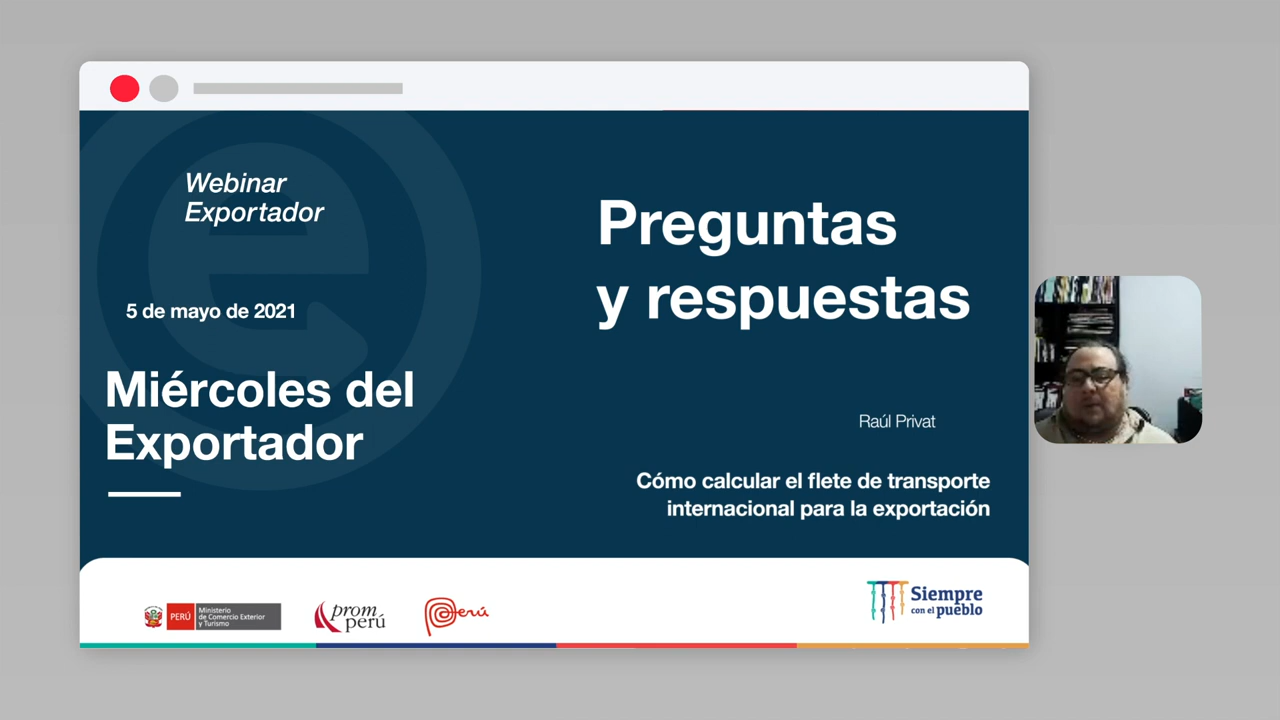 Webinar
Exportador
5 de mayo de 2021
Miércoles del
Exportador
Preguntas
y respuestas
Raúl Privat
Cómo calcular el flete de transporte
internacional para la exportación
PERÚ
Ministerio
de Comercio Exterior
y Turismo
prom
perú
Perú
Siempre
con el pueblo